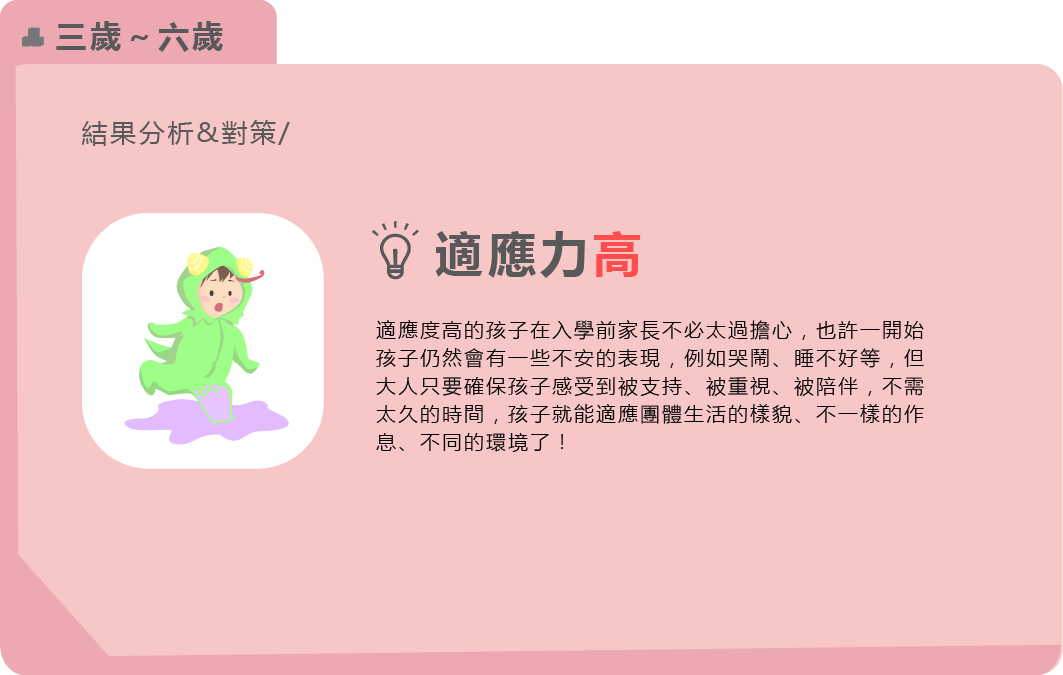 三歲~六歲
結果分析&對策/
適應力高
適應度高的孩子在入學前家長不必太過擔心，也許一開始
孩子仍然會有一些不安的表現，例如哭鬧、睡不好等，但
大人只要確保孩子感受到被支持、被重視、被陪伴，不需
太久的時間，孩子就能適應團體生活的樣貌、不一樣的作
息、不同的環境了！